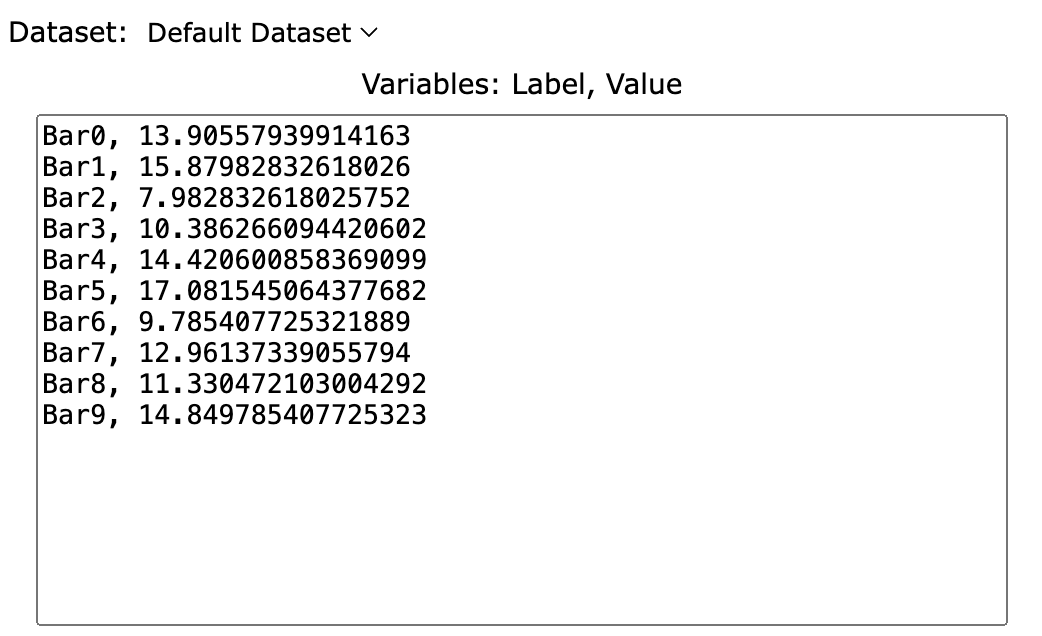 Dataset: Default Dataset
Variables: Label, Value
Bar0, 13.90557939914163
Bar1, 15.87982832618026
Bar2, 7.982832618025752
Bar3, 10.386266094420602
Bar4, 14.420600858369099
Bar5, 17.081545064377682
Bar6, 9.785407725321889
Bar7, 12.96137339055794
Bar8, 11.330472103004292
Bar9, 14.849785407725323